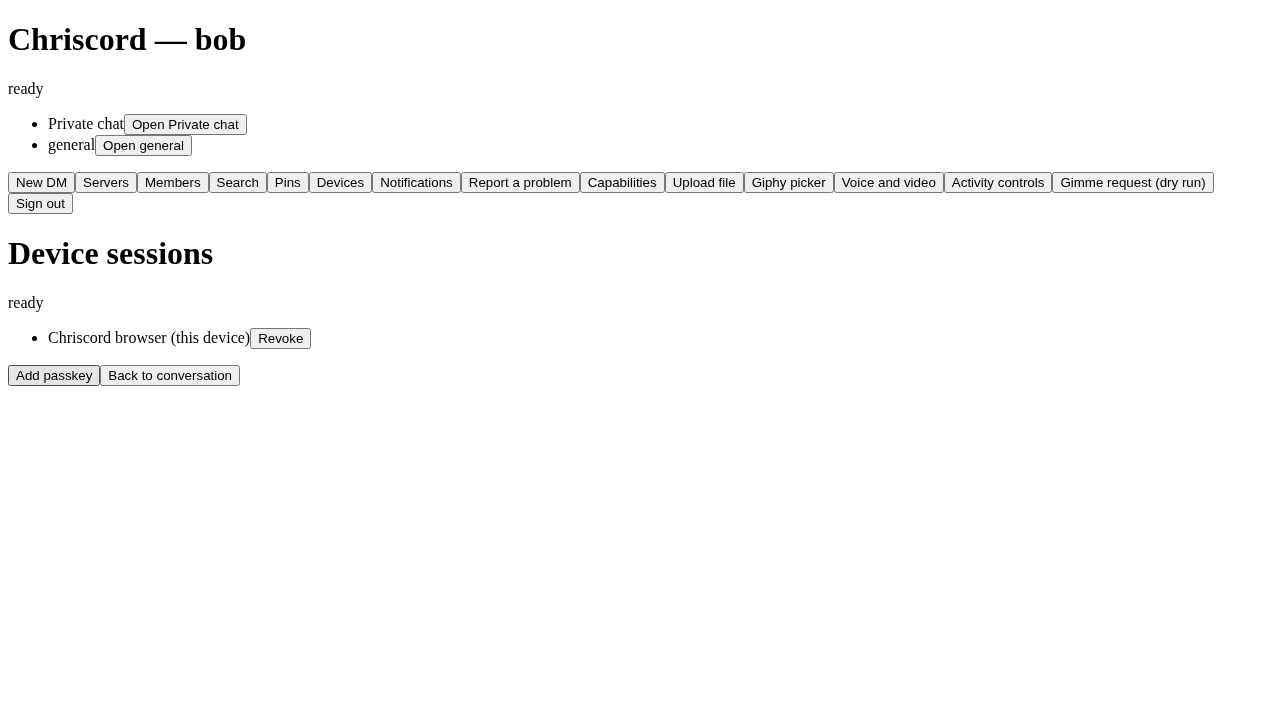 Chriscord — bob
ready
Private chat Open Private chat
general Open general
New DM Servers Members Search Pins Devices Notifications Report a problem Capabilities Upload file Giphy picker Voice and video Activity controls Gimme request (dry run)
Sign out
Device sessions
ready
Chriscord browser (this device) Revoke
Add passkey Back to conversation